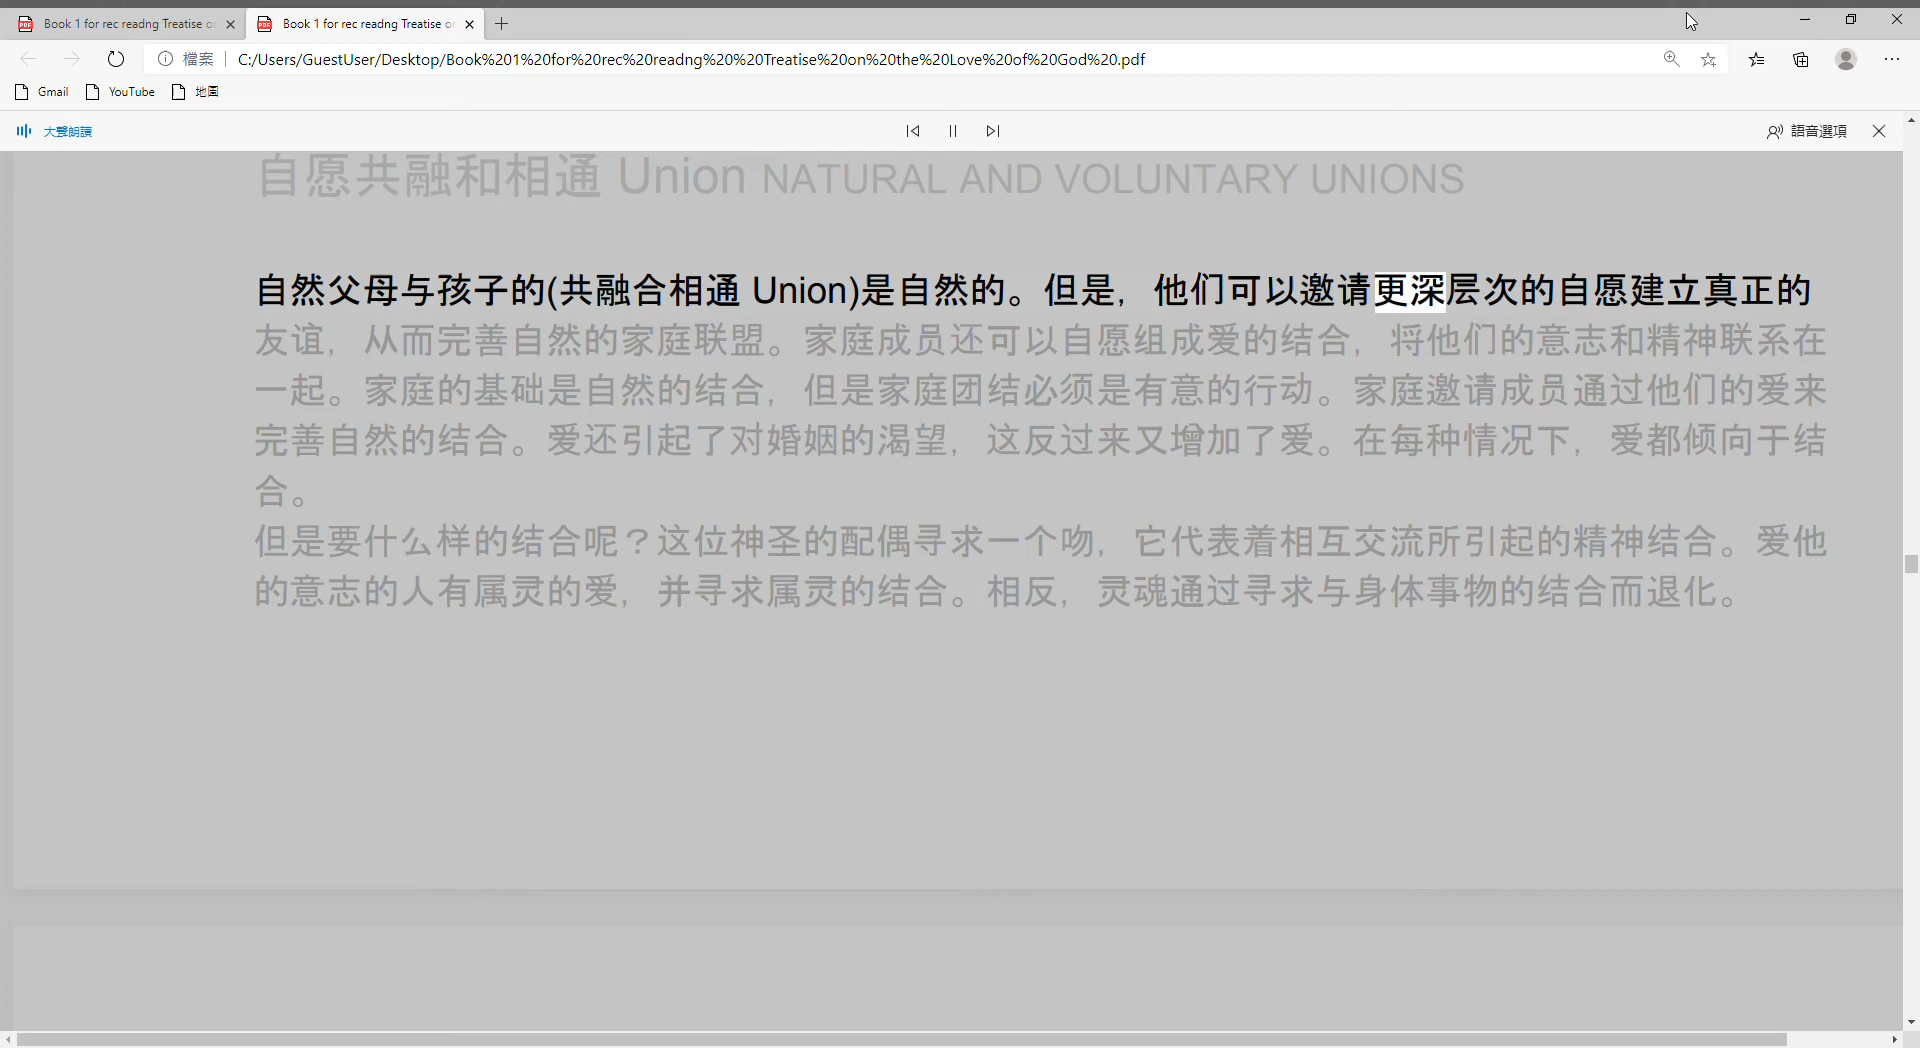 Book 1 for rec readng Treatise o
Book 1 for rec readng Treatise or
檔案
C:/Users/GuestUser/Desktop/Book%201%20for%20rec%20readng%20%20Treatise%20on%20the%20Love%20of%20God%20.pdf
Gmail YouTube 地圖
大聲朗讀 語音選項
自愿共融和相通 Union NATURAL AND VOLUNTARY UNIONS
自然父母与孩子的(共融合相通 Union)是自然的。但是，他们可以邀请更深层次的自愿建立真正的
友谊，从而完善自然的家庭联盟。家庭成员还可以自愿组成爱的结合，将他们的意志和精神联系在
一起。家庭的基础是自然的结合，但是家庭团结必须是有意的行动。家庭邀请成员通过他们的爱来
完善自然的结合。爱还引起了对婚姻的渴望，这反过来又增加了爱。在每种情况下，爱都倾向于结
合。
但是要什么样的结合呢？这位神圣的配偶寻求一个吻，它代表着相互交流所引起的精神结合。爱他
的意志的人有属灵的爱，并寻求属灵的结合。相反，灵魂通过寻求与身体事物的结合而退化。